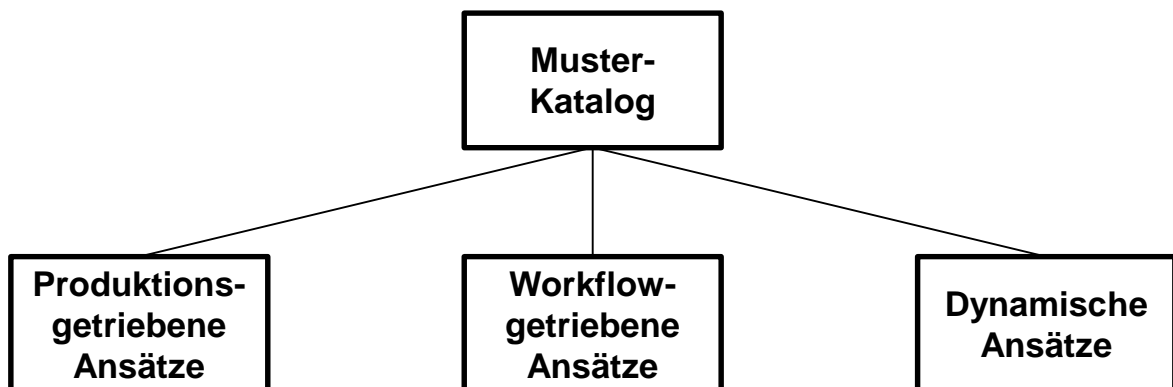 Muster-
Katalog
Produktions-
getriebene
Ansätze
Workflow-
getriebene
Ansätze
Dynamische
Ansätze